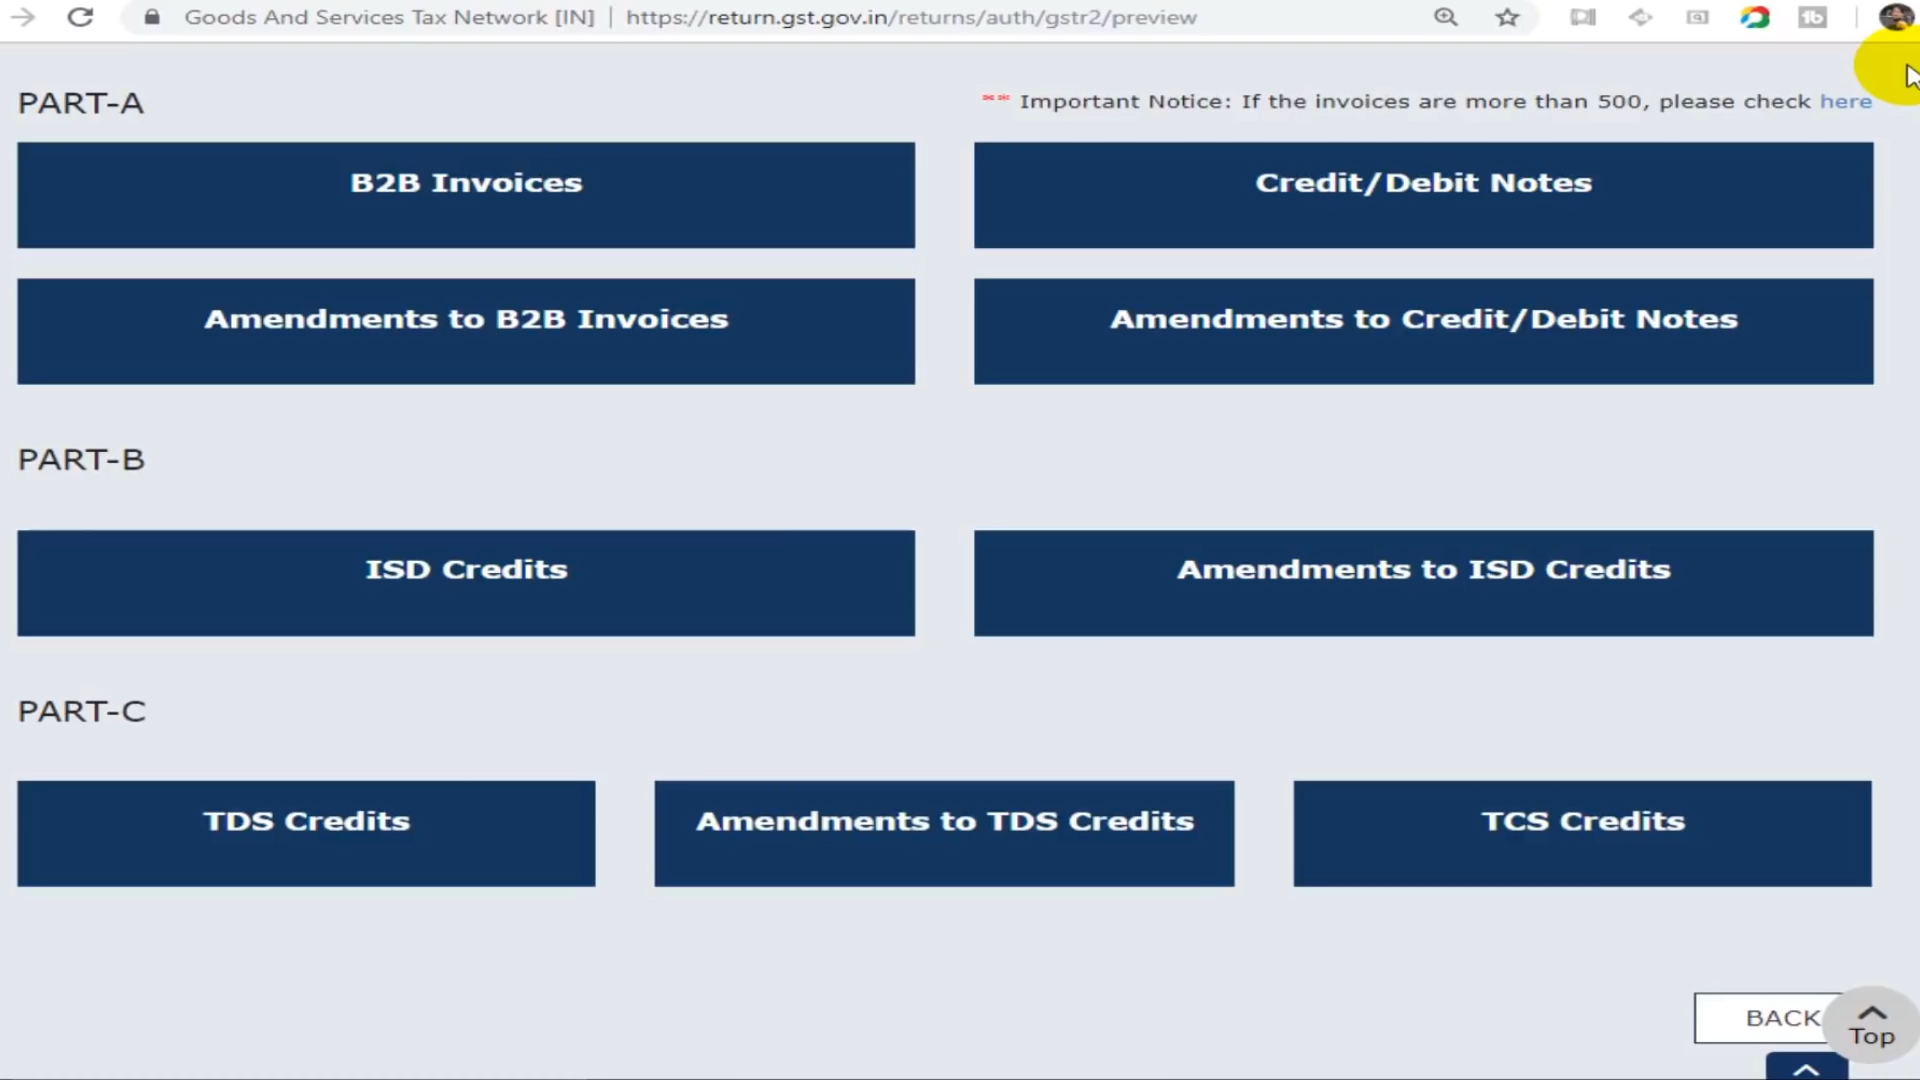 Goods And Services Tax Network [IN] | https://return.gst.gov.in/returns/auth/gstr2/preview
PART-A
** Important Notice: If the invoices are more than 500, please check here
B2B Invoices
Credit/Debit Notes
Amendments to B2B Invoices
Amendments to Credit/Debit Notes
PART-B
ISD Credits
Amendments to ISD Credits
PART-C
TDS Credits
Amendments to TDS Credits
TCS Credits
BACK
Top